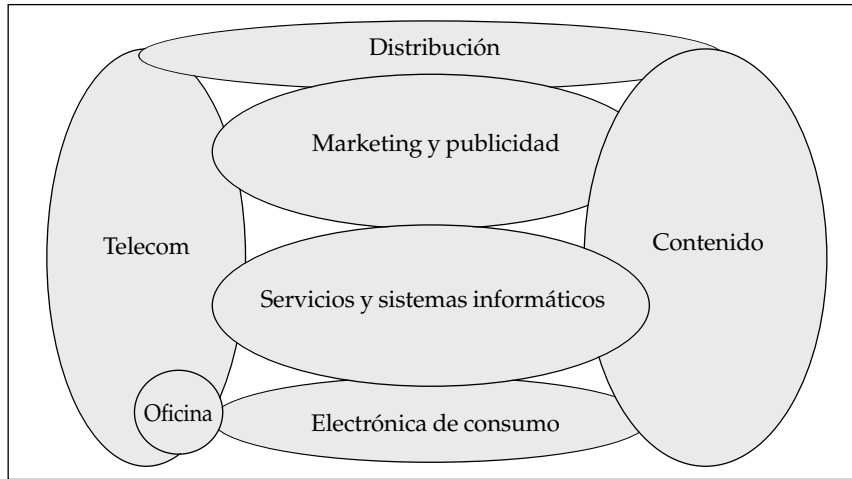 Distribución
Marketing y publicidad
Telecom
Contenido
Servicios y sistemas informáticos
Oficina
Electrónica de consumo